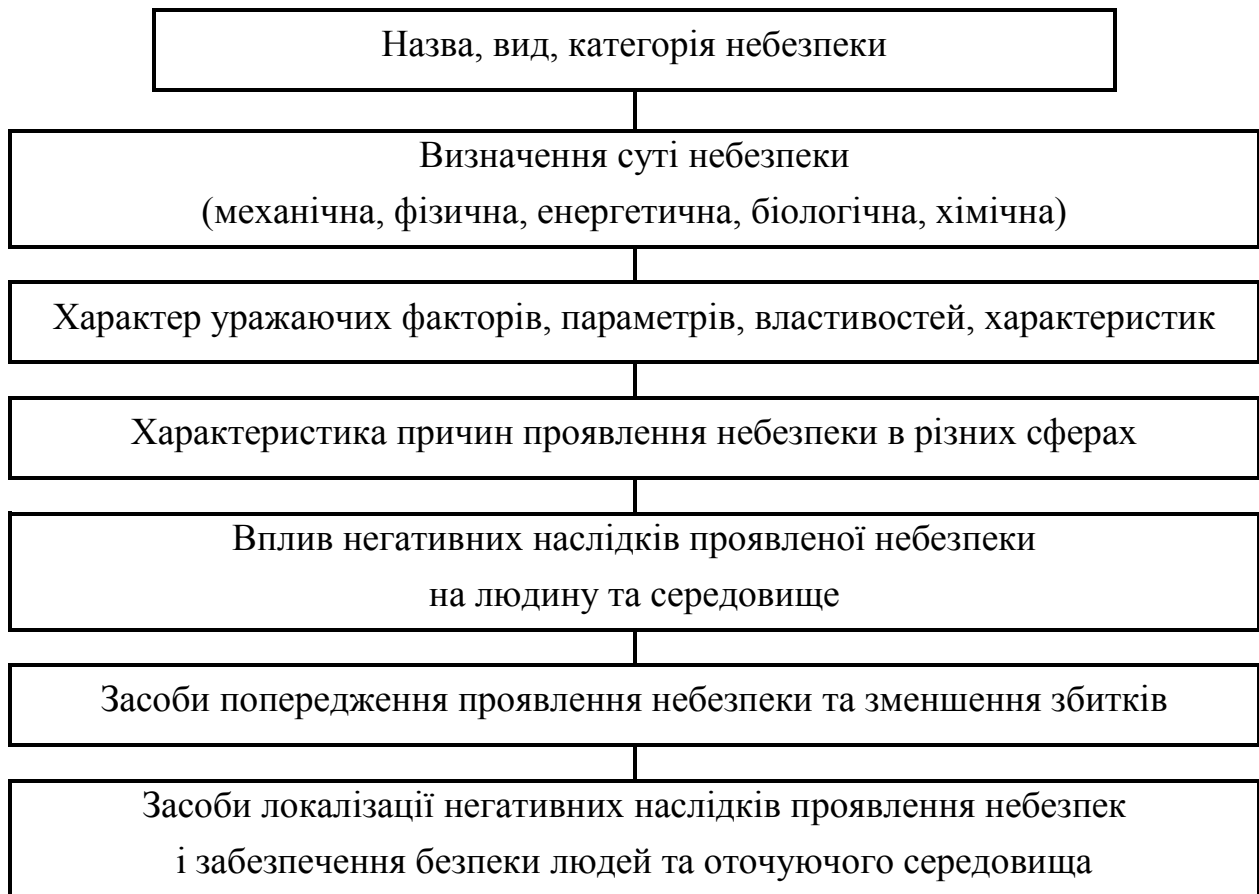 Назва, вид, категорія небезпеки
Визначення суті небезпеки
(механічна, фізична, енергетична, біологічна, хімічна)
Характер уражаючих факторів, параметрів, властивостей, характеристик
Характеристика причин проявлення небезпеки в різних сферах
Вплив негативних наслідків проявленої небезпеки
на людину та середовище
Засоби попередження проявлення небезпеки та зменшення збитків
Засоби локалізації негативних наслідків проявлення небезпек
і забезпечення безпеки людей та оточуючого середовища